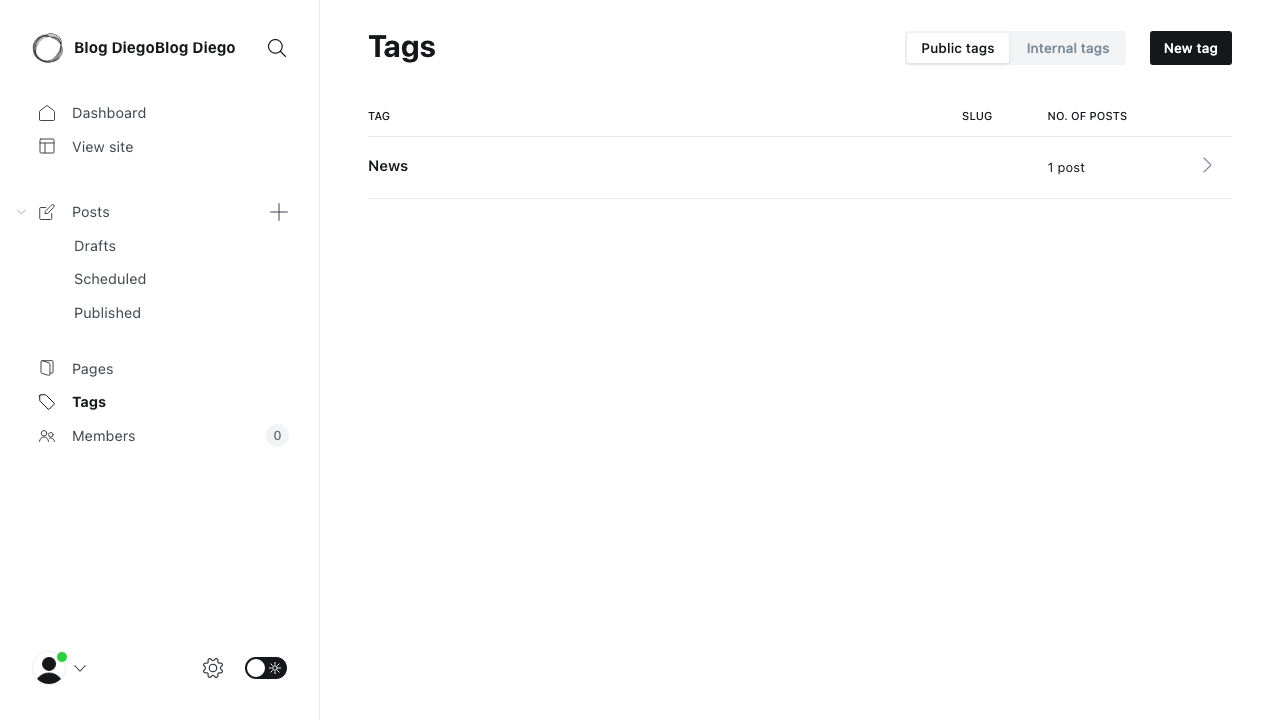 Blog DiegoBlog Diego
Dashboard
View site
Posts
Drafts
Scheduled
Published
Pages
Tags
Members 0
Tags
Public tags Internal tags New tag
TAG SLUG NO. OF POSTS
News 1 post